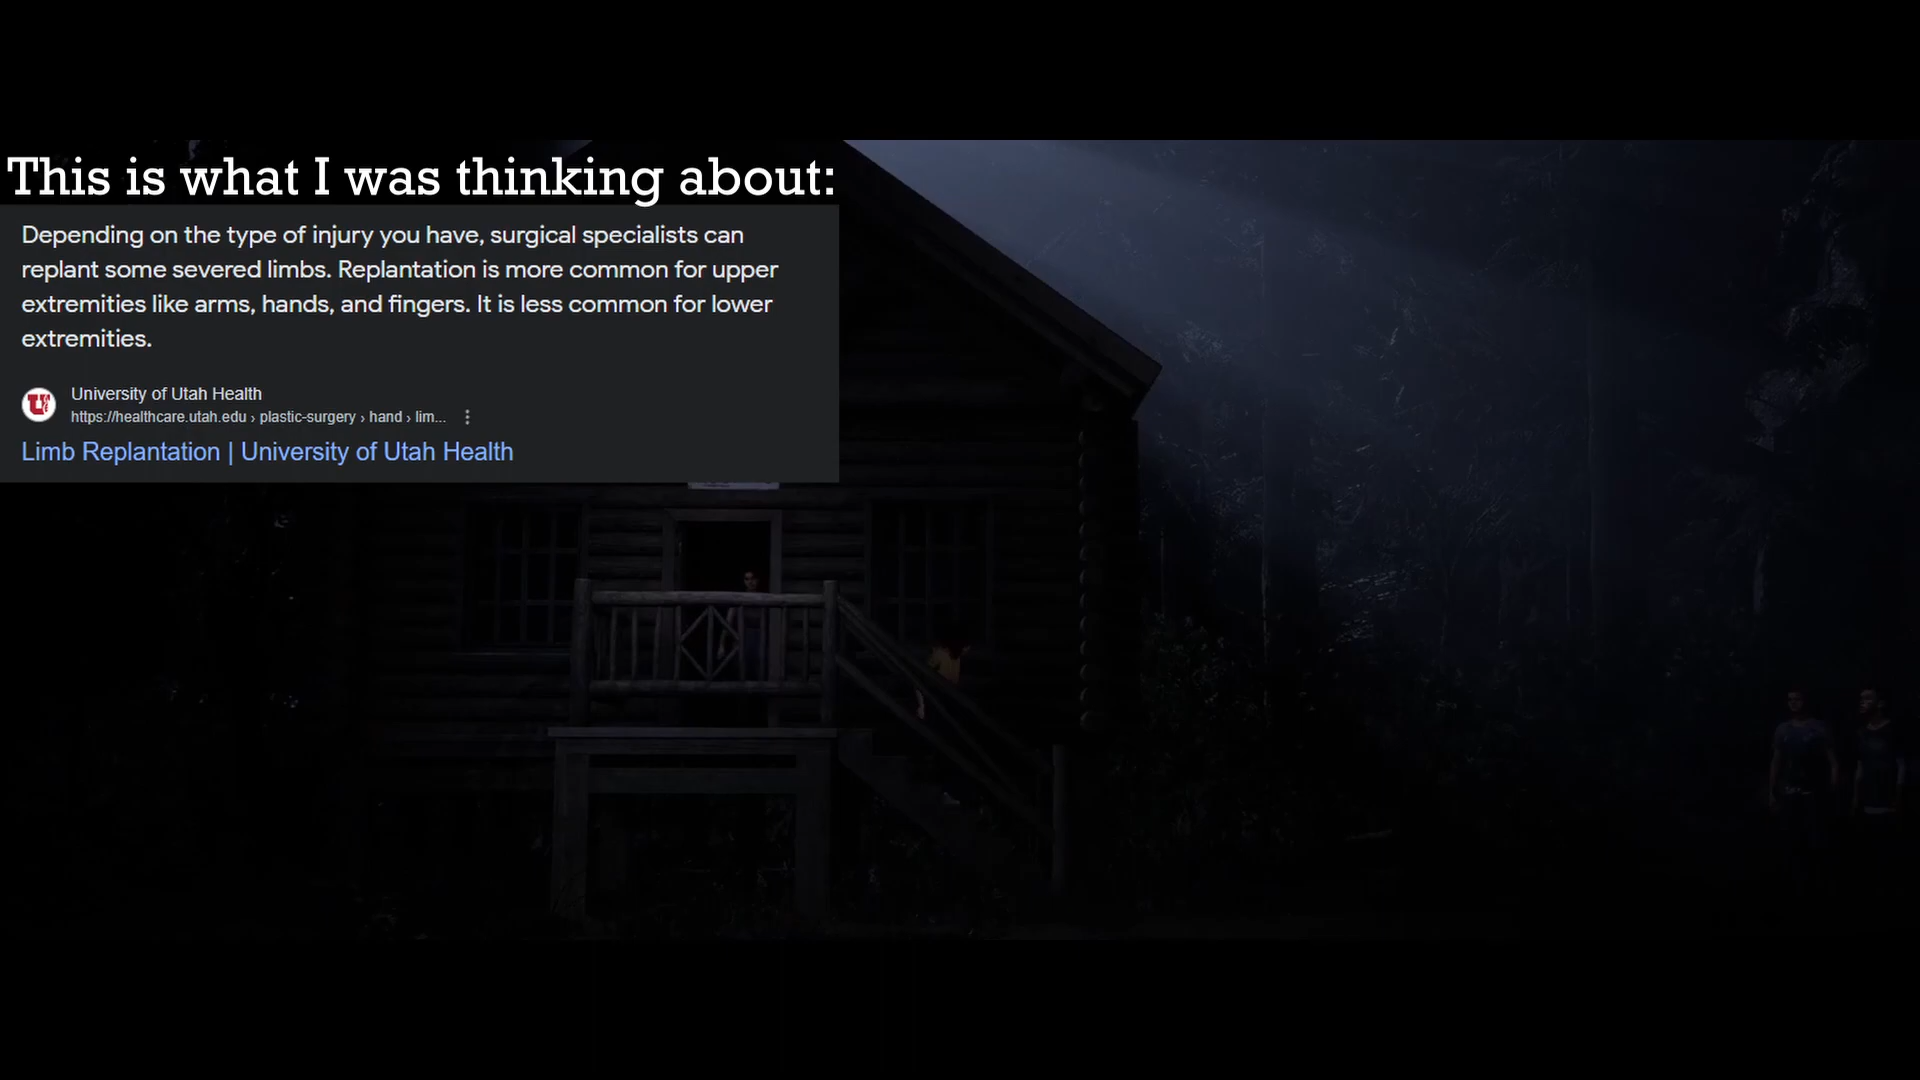 This is what I was thinking about:
Depending on the type of injury you have, surgical specialists can
replant some severed limbs. Replantation is more common for upper
extremities like arms, hands, and fingers. It is less common for lower
extremities.
University of Utah Health
https://healthcare.utah.edu › plastic-surgery › hand › lim...
Limb Replantation | University of Utah Health